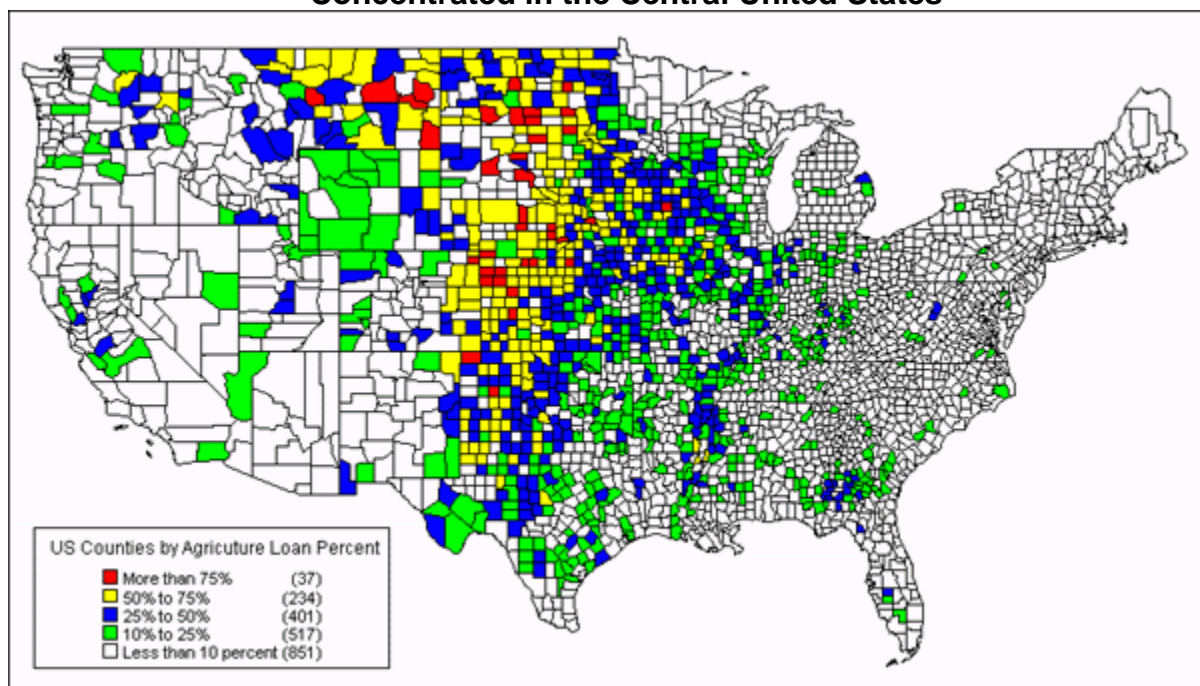 Concentrated in the Central United States
US Counties by Agricuture Loan Percent
More than 75% (37)
50% to 75% (234)
25% to 50% (401)
10% to 25% (517)
Less than 10 percent (851)